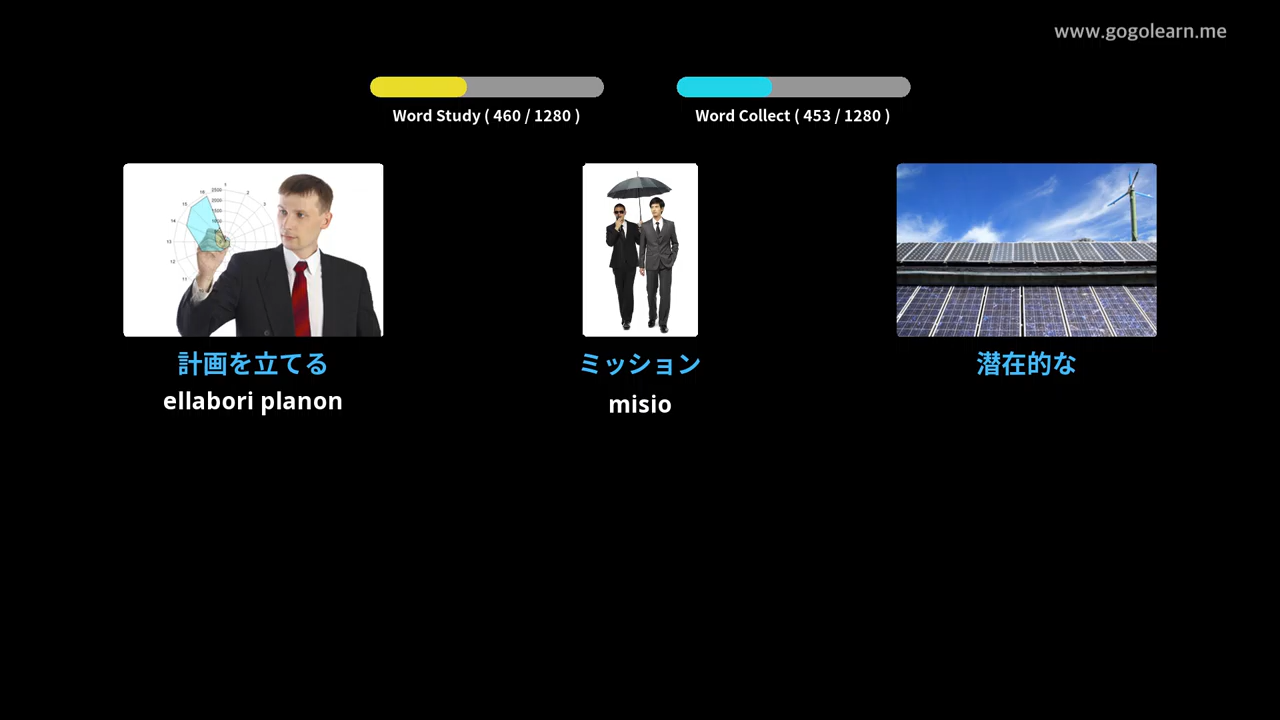 www.gogolearn.me
Word Study ( 460 / 1280 )
Word Collect ( 453 / 1280 )
計画を立てる
ellabori planon
ミッション
misio
潜在的な